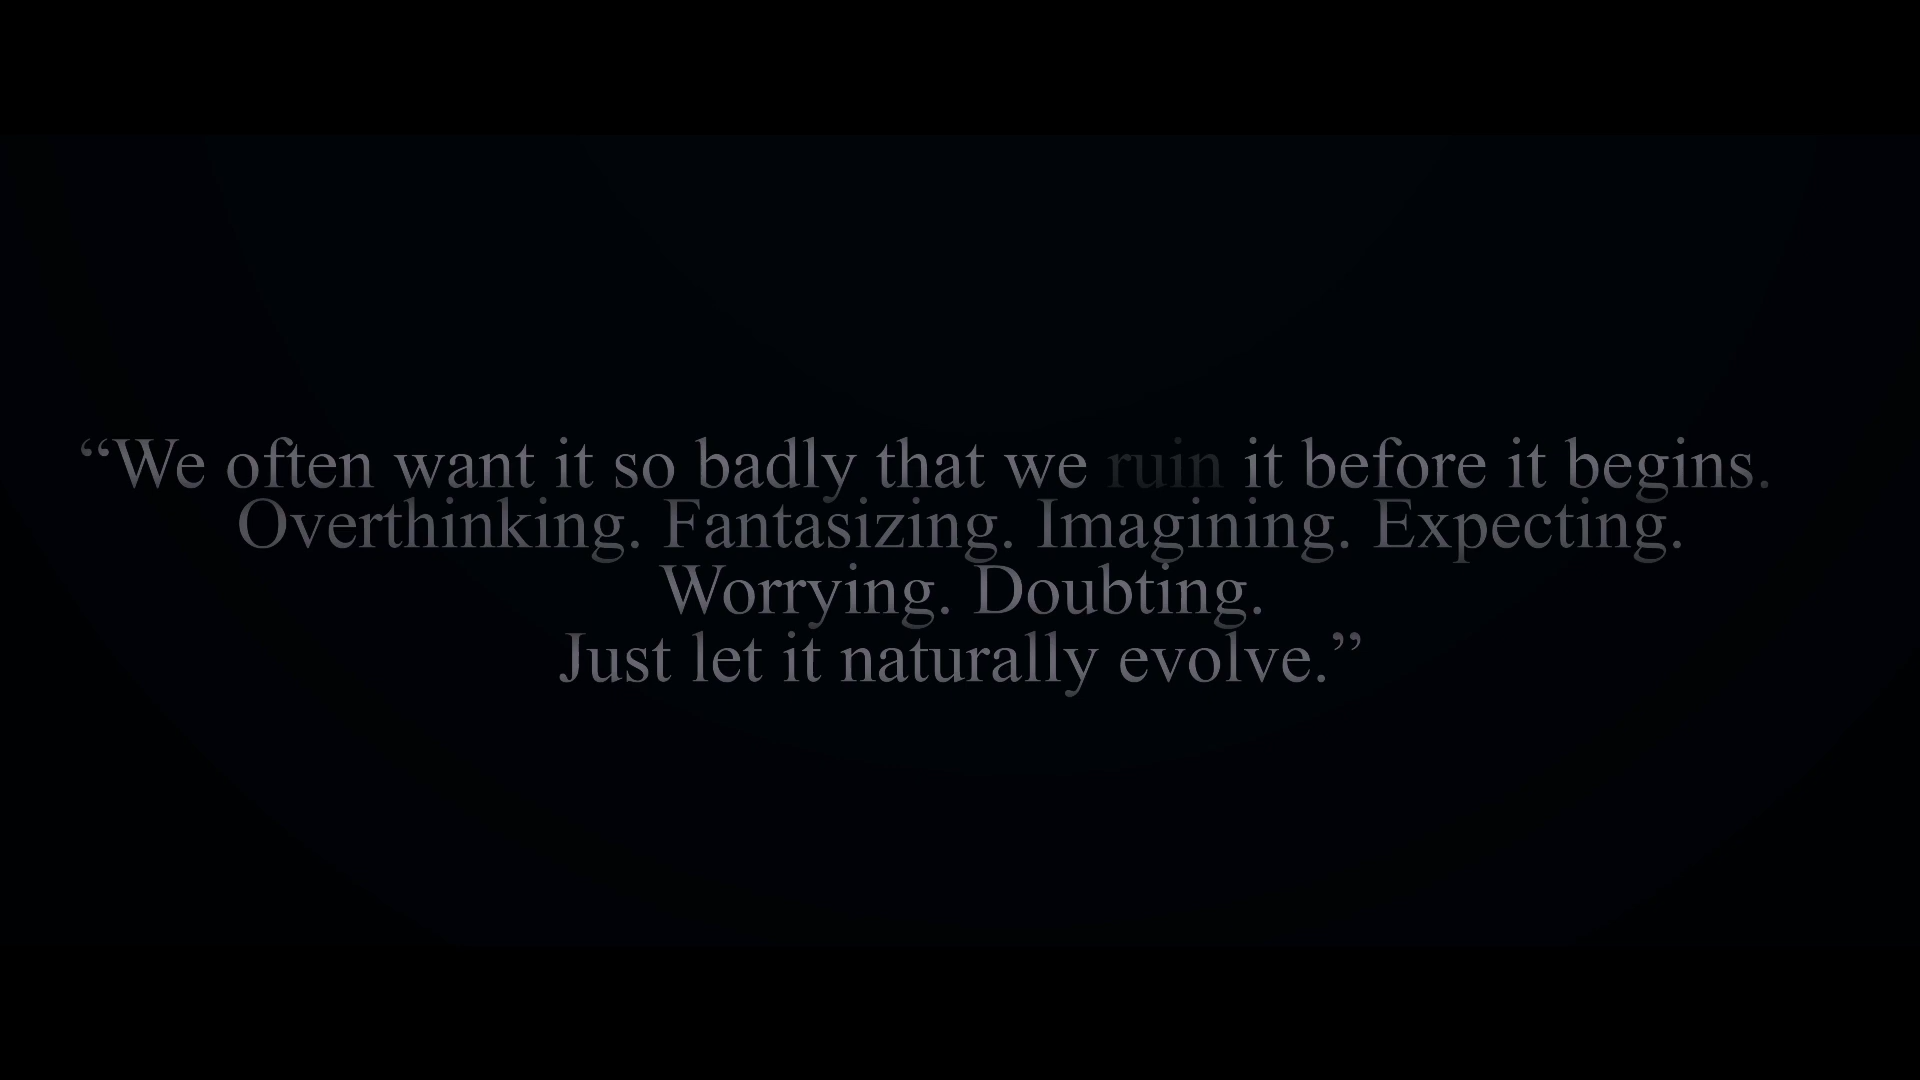 “We often want it so badly that we ruin it before it begins.
Overthinking. Fantasizing. Imagining. Expecting.
Worrying. Doubting.
Just let it naturally evolve.”